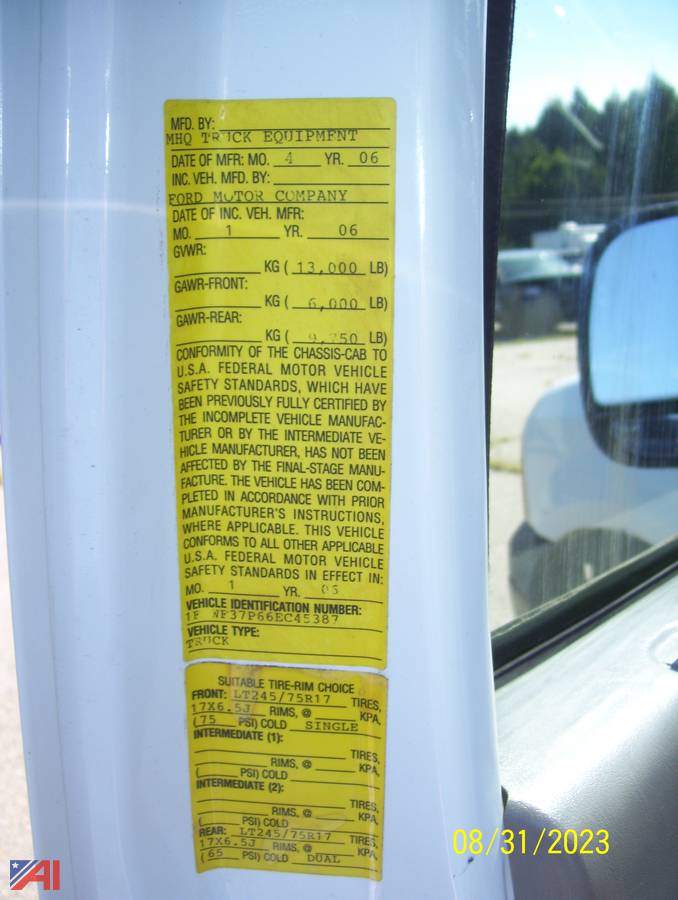 MFD. BY:
MHQ TRUCK EQUIPMENT
DATE OF MFR: MO. 4 YR. 06
INC. VEH. MFD. BY:
FORD MOTOR COMPANY
DATE OF INC. VEH. MFR:
MO. 1 YR. 06
GVWR:
KG ( 13,000 LB)
GAWR-FRONT:
KG ( 6,000 LB)
GAWR-REAR:
KG ( 9,750 LB)
CONFORMITY OF THE CHASSIS-CAB TO
U.S.A. FEDERAL MOTOR VEHICLE
SAFETY STANDARDS, WHICH HAVE
BEEN PREVIOUSLY FULLY CERTIFIED BY
THE INCOMPLETE VEHICLE MANUFAC-
TURER OR BY THE INTERMEDIATE VE-
HICLE MANUFACTURER, HAS NOT BEEN
AFFECTED BY THE FINAL-STAGE MANU-
FACTURE. THE VEHICLE HAS BEEN COM-
PLETED IN ACCORDANCE WITH PRIOR
MANUFACTURER'S INSTRUCTIONS,
WHERE APPLICABLE. THIS VEHICLE
CONFORMS TO ALL OTHER APPLICABLE
U.S.A. FEDERAL MOTOR VEHICLE
SAFETY STANDARDS IN EFFECT IN:
MO. 1 YR.
VEHICLE IDENTIFICATION NUMBER:
VEHICLE TYPE:
TRUCK
SUITABLE TIRE-RIM CHOICE
FRONT: LT245/75R17 TIRES,
17X6.5J RIMS, @ KPA,
(75 PSI) COLD SINGLE
INTERMEDIATE (1):
TIRES,
RIMS, @ KPA,
( PSI) COLD
INTERMEDIATE (2):
TIRES,
RIMS, @ KPA,
( PSI) COLD
REAR: LT245/75R17 TIRES,
17X6.5J RIMS, @ KPA,
(65 PSI) COLD DUAL
08/31/2023
AI